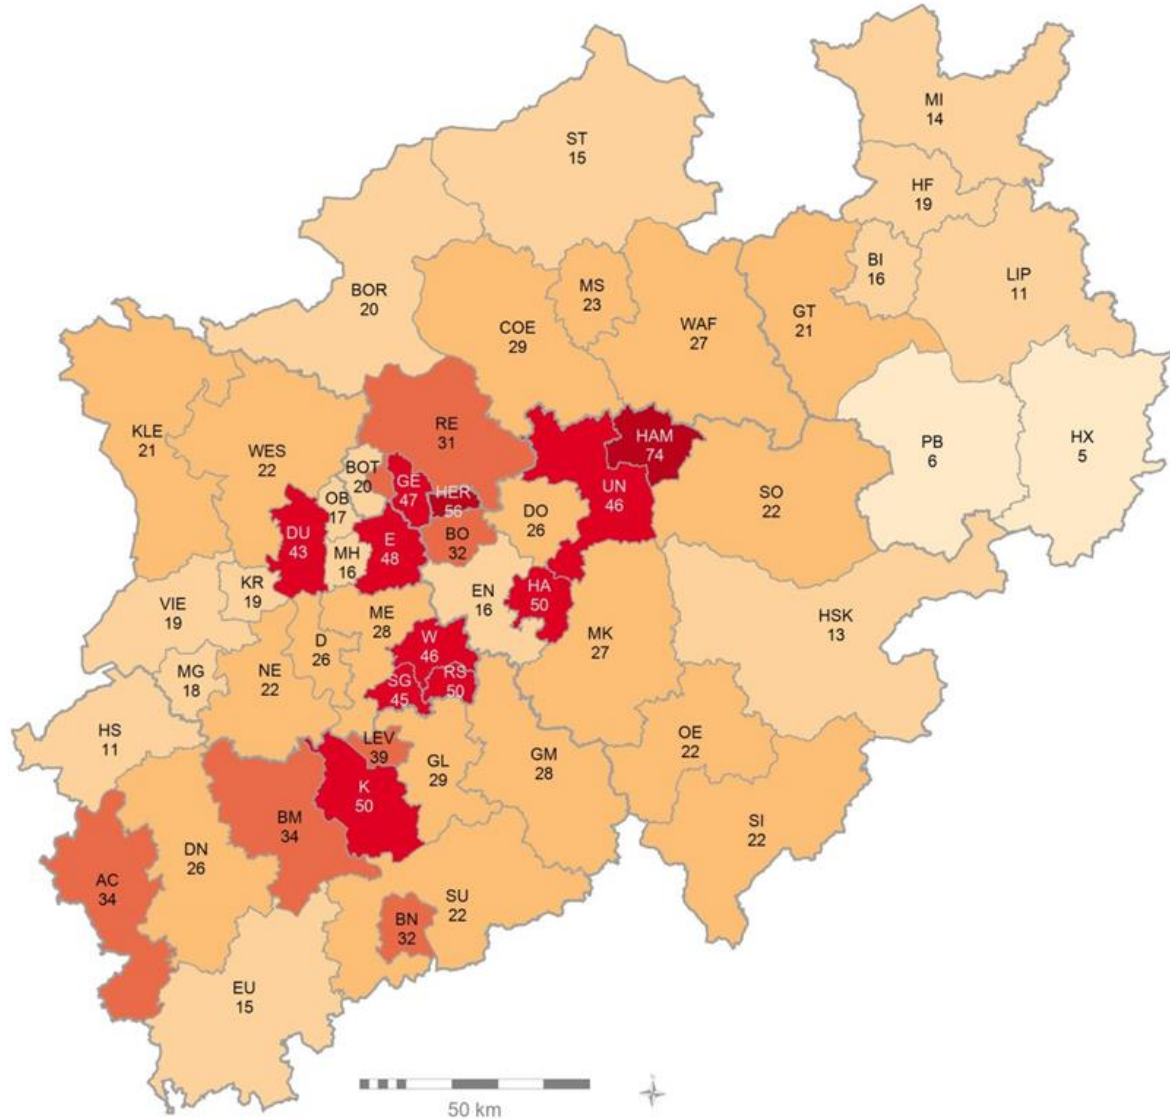 MI
14
ST
15
HF
19
BI
16
LIP
11
BOR
20
MS
23
COE
29
WAF
27
GT
21
KLE
21
WES
22
RE
31
HAM
74
PB
6
HX
5
BOT
20
GE
47
HER
56
OB
17
UN
46
SO
22
DO
26
DU
43
E
48
BO
32
MH
16
KR
19
EN
16
HA
50
VIE
19
ME
28
HSK
13
D
26
W
46
MK
27
MG
18
NE
22
SG
45
RS
50
HS
11
LEV
39
GL
29
GM
28
OE
22
K
50
BM
34
SI
22
DN
26
AC
34
SU
22
BN
32
EU
15
50 km